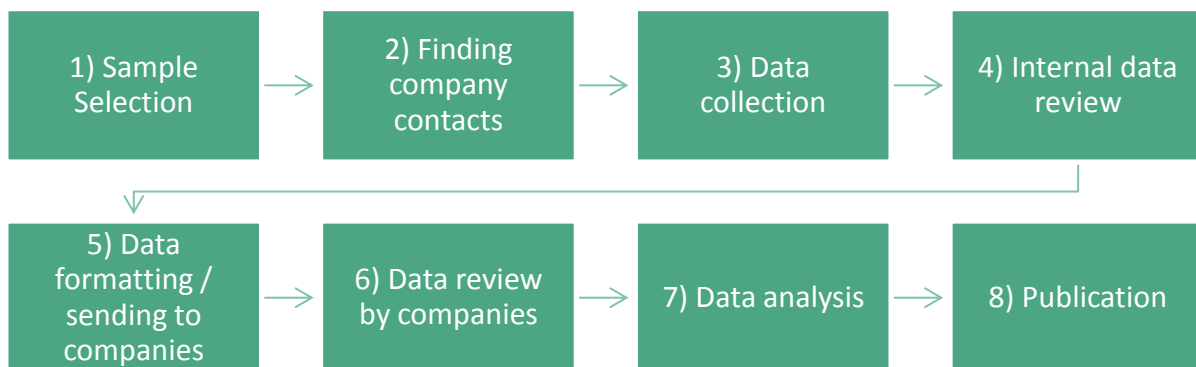 1) Sample
Selection
2) Finding
company
contacts
3) Data
collection
4) Internal data
review
5) Data
formatting /
sending to
companies
6) Data review
by companies
7) Data analysis
8) Publication